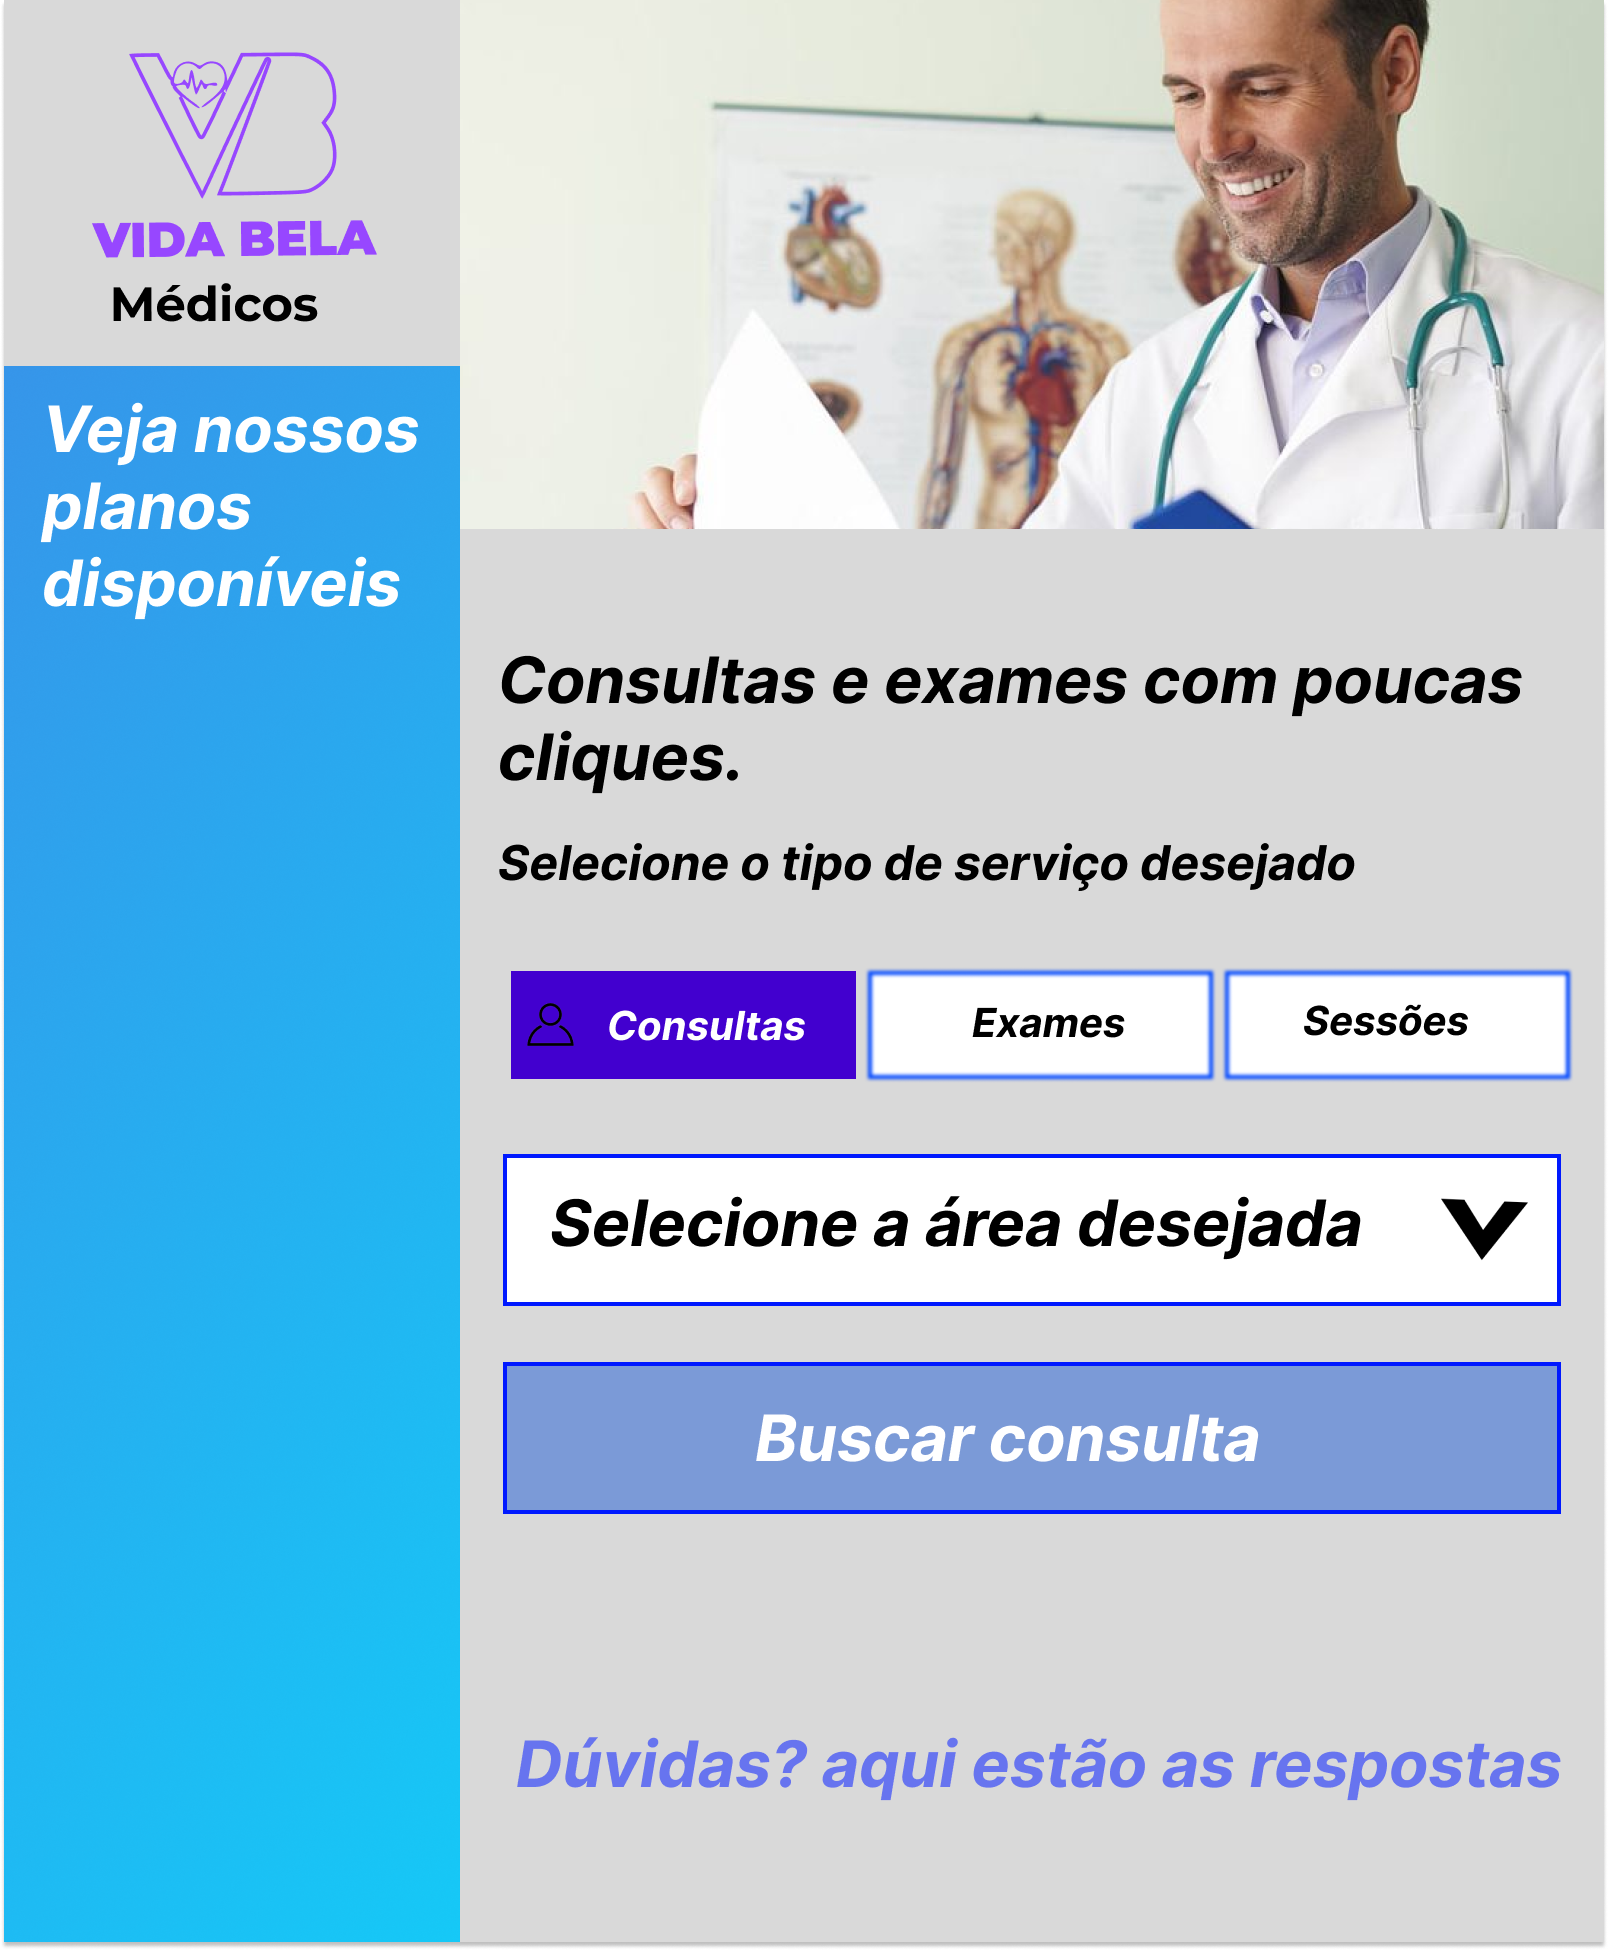 VB
VIDA BELA
Médicos
Veja nossos
planos
disponíveis
Consultas e exames com poucas
cliques.
Selecione o tipo de serviço desejado
Consultas
Exames
Sessões
Selecione a área desejada
Buscar consulta
Dúvidas? aqui estão as respostas